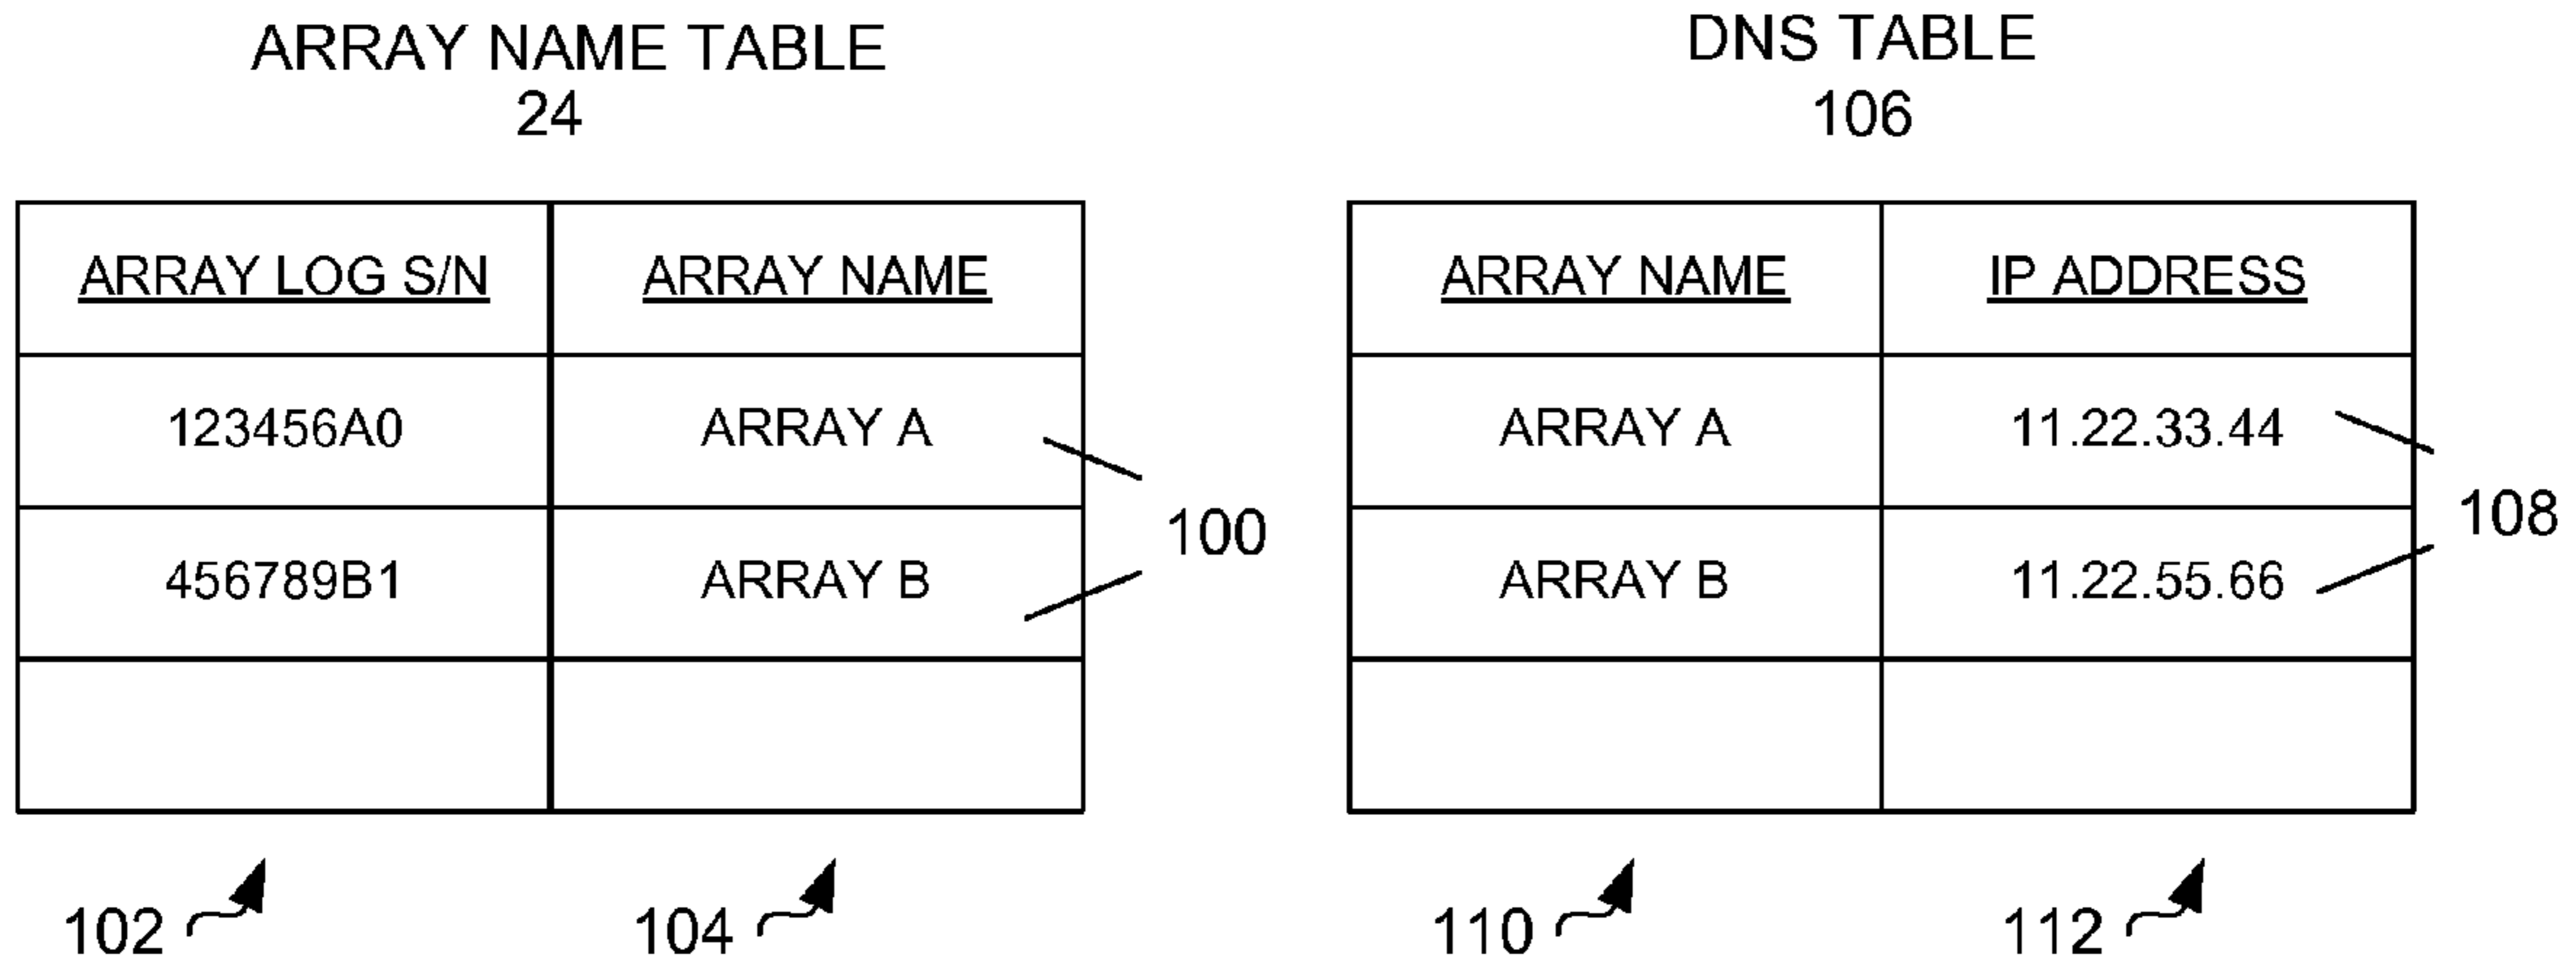 ARRAY NAME TABLE
24
ARRAY LOG S/N ARRAY NAME
123456A0 ARRAY A
456789B1 ARRAY B
100
102 104
DNS TABLE
106
ARRAY NAME IP ADDRESS
ARRAY A 11.22.33.44
ARRAY B 11.22.55.66
108
110 112